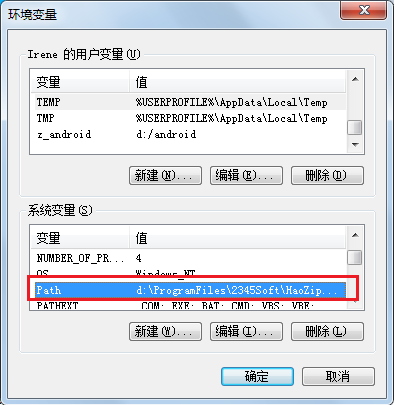 环境变量
Irene 的用户变量(U)
变量 值
TEMP %USERPROFILE%\AppData\Local\Temp
TMP %USERPROFILE%\AppData\Local\Temp
z_android d:/android
新建(N)... 编辑(E)... 删除(D)
系统变量(S)
变量 值
NUMBER_OF_PR... 4
OS Windows_NT
Path d:\ProgramFiles\2345Soft\HaoZip...
PATHEXT .COM;.EXE;.BAT;.CMD;.VBS;.VBE;
新建(W)... 编辑(I)... 删除(L)
确定 取消